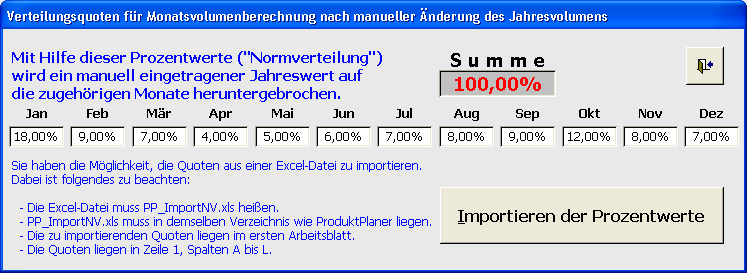 Verteilungsquoten für Monatsvolumenberechnung nach manueller Änderung des Jahresvolumens
Mit Hilfe dieser Prozentwerte ("Normverteilung")
wird ein manuell eingetragener Jahreswert auf
die zugehörigen Monate heruntergebrochen.
Summe
100,00%
Jan Feb Mär Apr Mai Jun Jul Aug Sep Okt Nov Dez
18,00% 9,00% 7,00% 4,00% 5,00% 6,00% 7,00% 8,00% 9,00% 12,00% 8,00% 7,00%
Sie haben die Möglichkeit, die Quoten aus einer Excel-Datei zu importieren.
Dabei ist folgendes zu beachten:
- Die Excel-Datei muss PP_ImportNV.xls heißen.
- PP_ImportNV.xls muss in demselben Verzeichnis wie ProduktPlaner liegen.
- Die zu importierenden Quoten liegen im ersten Arbeitsblatt.
- Die Quoten liegen in Zeile 1, Spalten A bis L.
Importieren der Prozentwerte